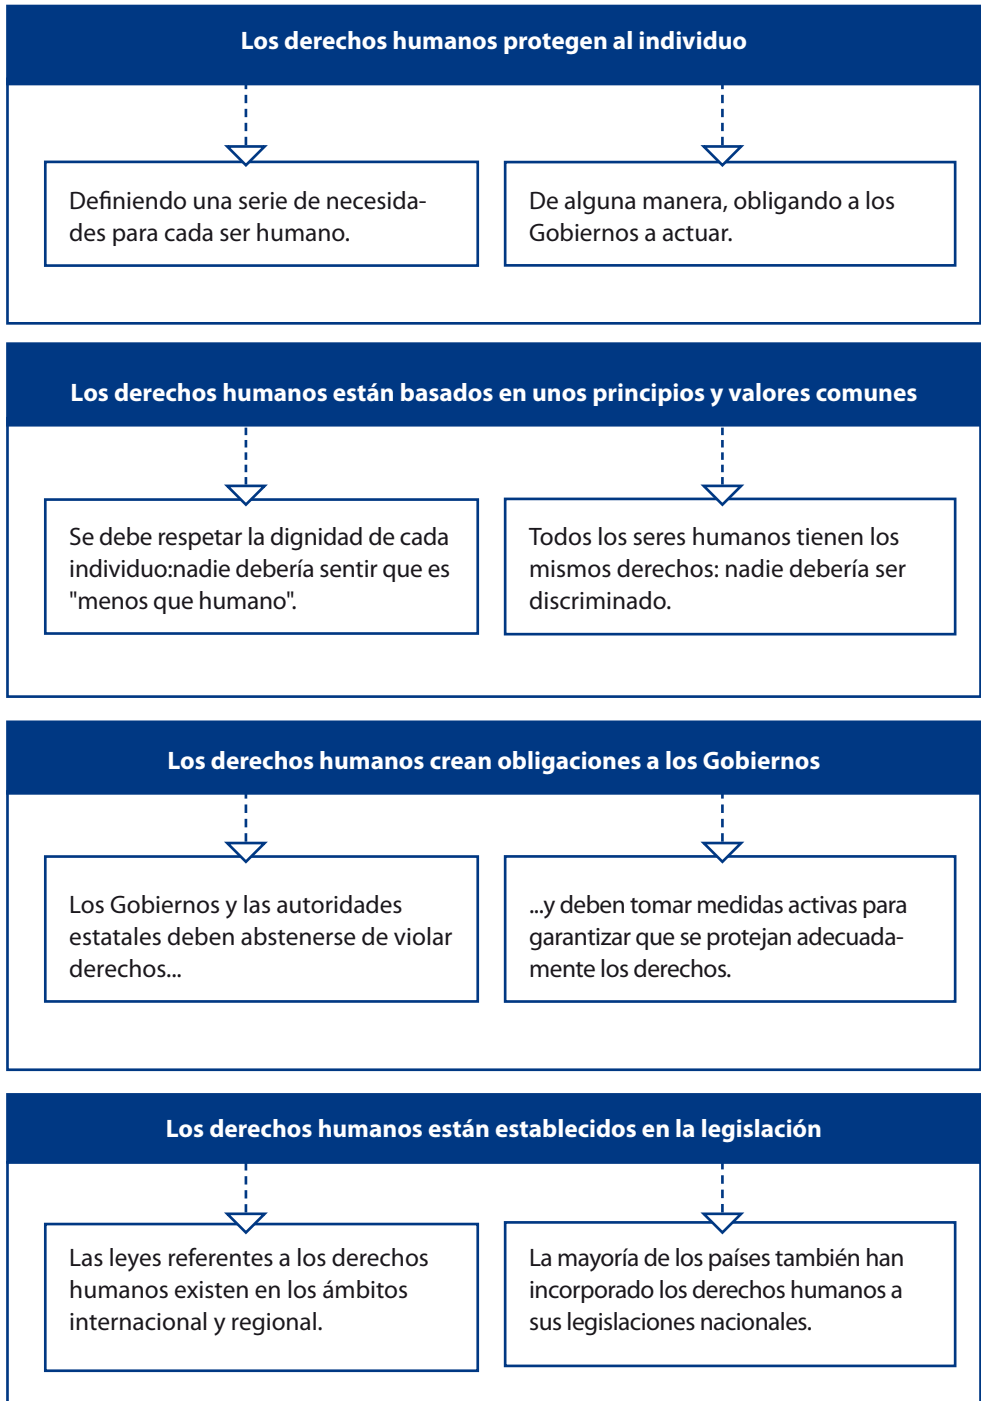 Los derechos humanos protegen al individuo
Definiendo una serie de necesida-
des para cada ser humano.
De alguna manera, obligando a los
Gobiernos a actuar.
Los derechos humanos están basados en unos principios y valores comunes
Se debe respetar la dignidad de cada
individuo:nadie debería sentir que es
"menos que humano".
Todos los seres humanos tienen los
mismos derechos: nadie debería ser
discriminado.
Los derechos humanos crean obligaciones a los Gobiernos
Los Gobiernos y las autoridades
estatales deben abstenerse de violar
derechos...
...y deben tomar medidas activas para
garantizar que se protejan adecuada-
mente los derechos.
Los derechos humanos están establecidos en la legislación
Las leyes referentes a los derechos
humanos existen en los ámbitos
internacional y regional.
La mayoría de los países también han
incorporado los derechos humanos a
sus legislaciones nacionales.